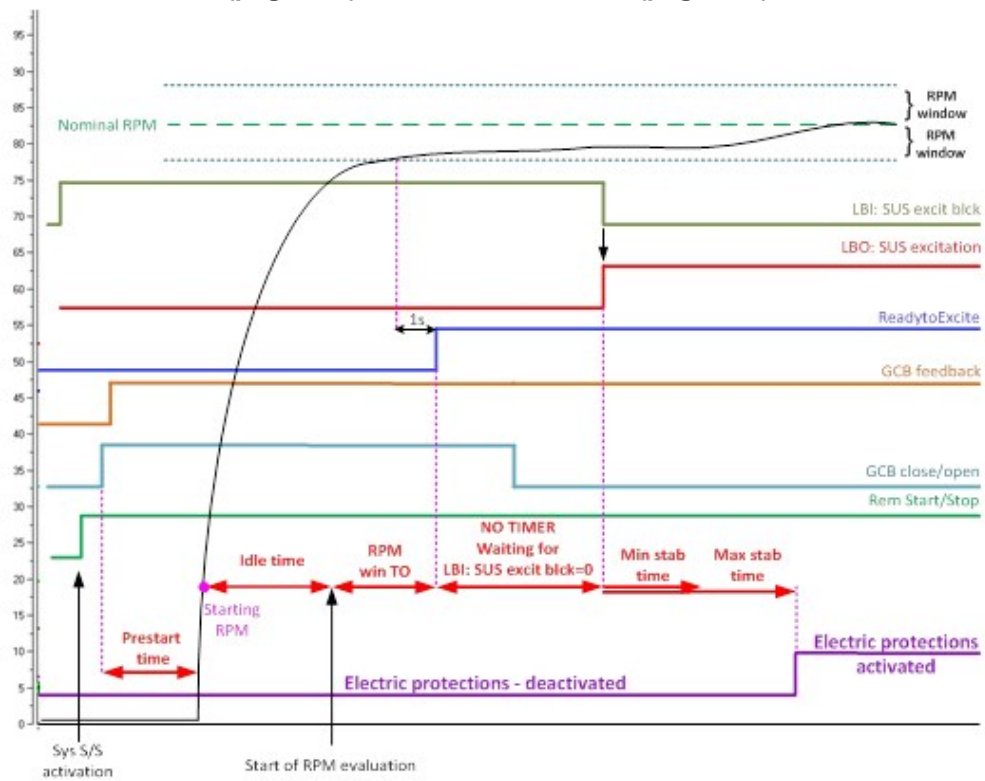 95
90
85
80
75
70
65
60
55
50
45
40
35
30
25
20
15
10
5
0
Nominal RPM
RPM
window
RPM
window
LBI: SUS excit blck
LBO: SUS excitation
1s
ReadytoExcite
GCB feedback
GCB close/open
Rem Start/Stop
Idle time
RPM
win TO
NO TIMER
Waiting for
LBI: SUS excit blck=0
Min stab
time
Max stab
time
Starting
RPM
Prestart
time
Electric protections
activated
Electric protections - deactivated
Sys S/S
activation
Start of RPM evaluation